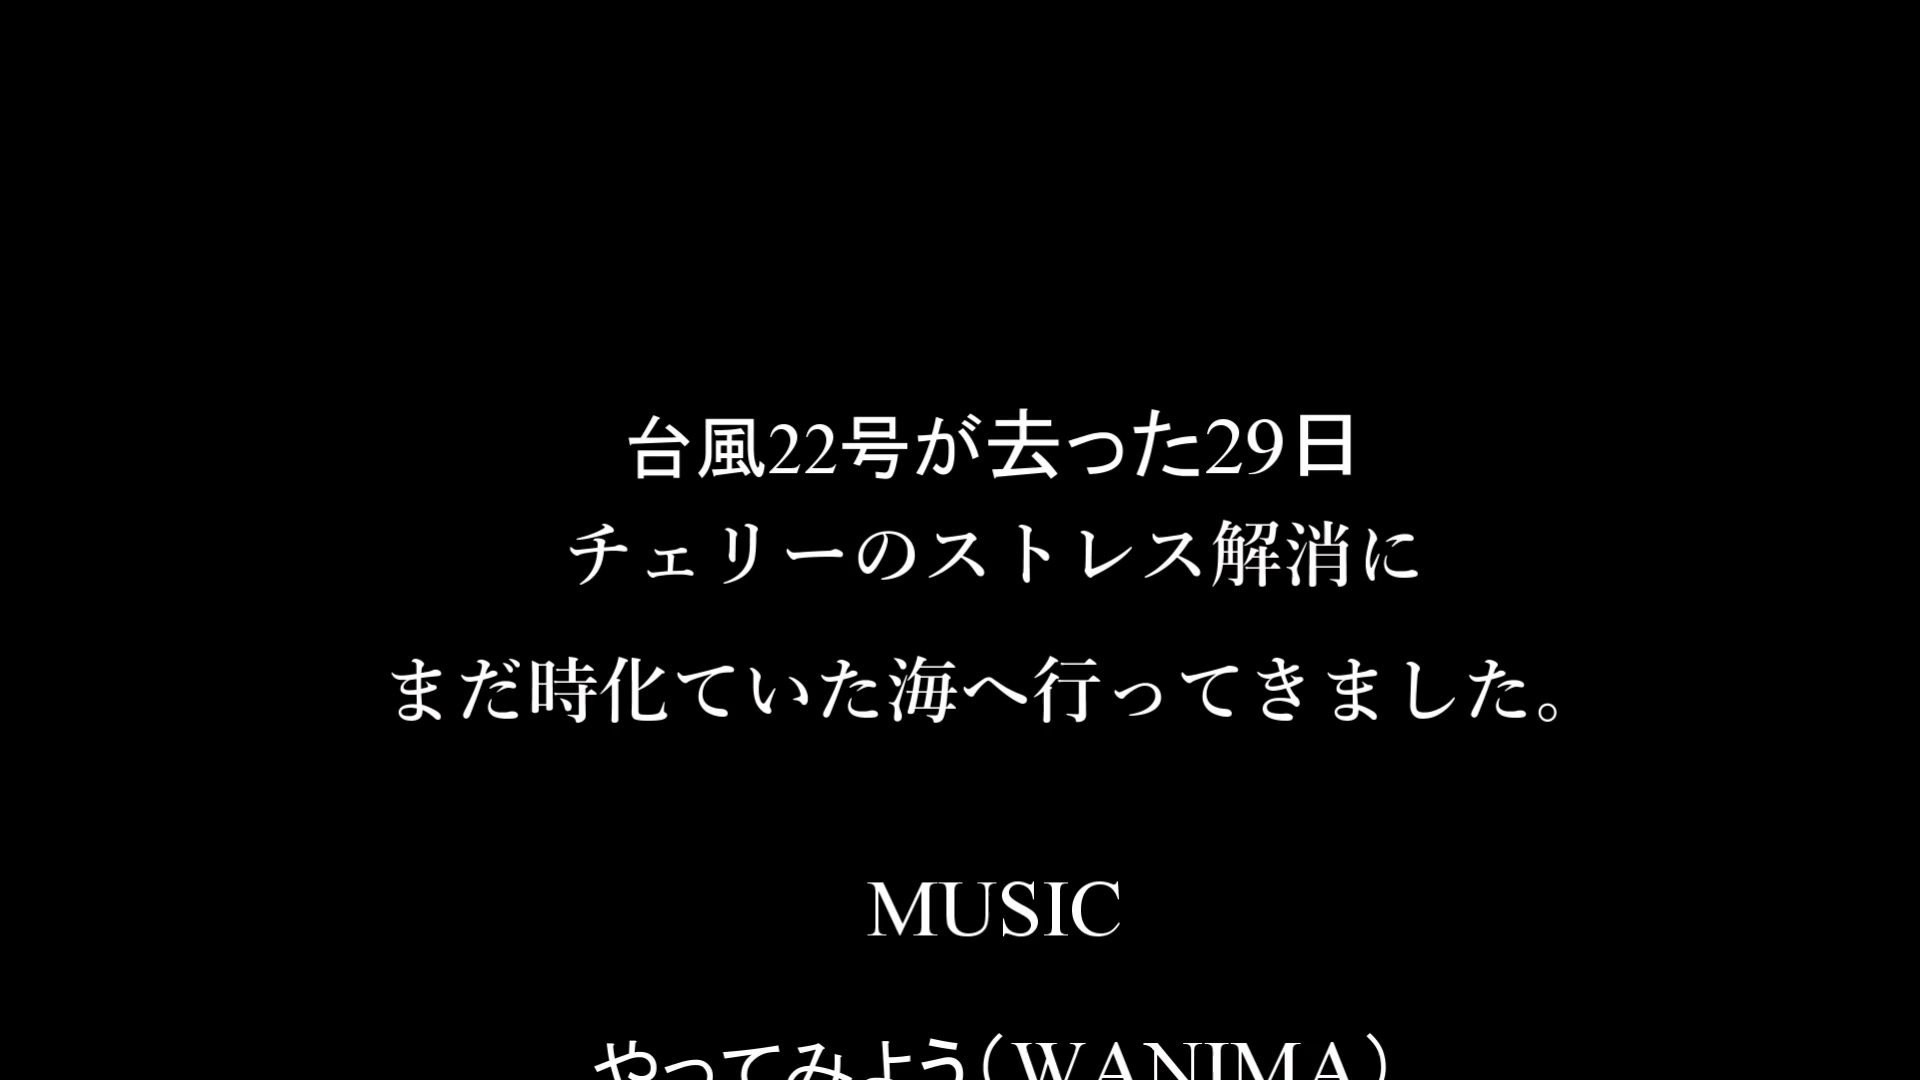 台風22号が去った29日
チェリーのストレス解消に
まだ時化ていた海へ行ってきました。
MUSIC
やってみよう（WANIMA）